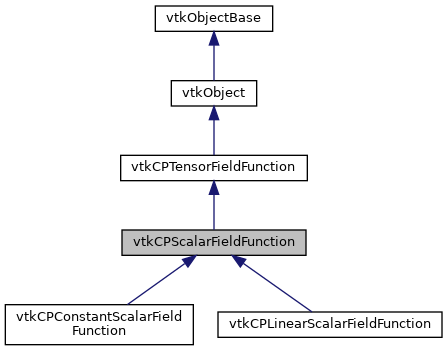 vtkObjectBase
vtkObject
vtkCPTensorFieldFunction
vtkCPScalarFieldFunction
vtkCPConstantScalarField
Function
vtkCPLinearScalarFieldFunction